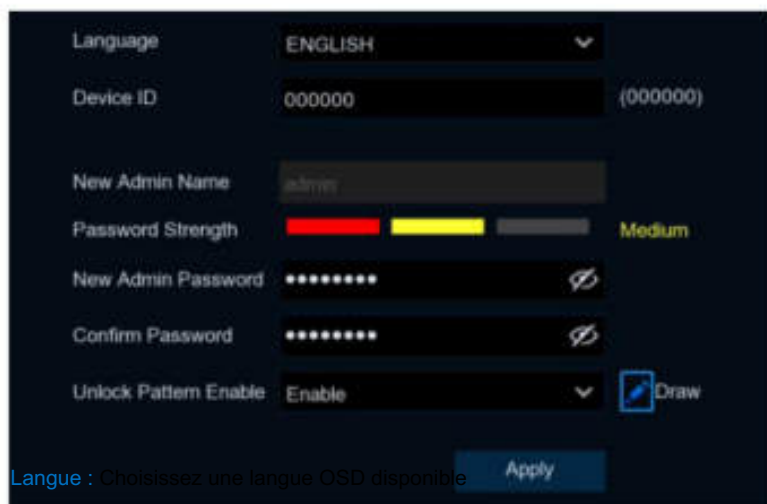 Language ENGLISH
Device ID 000000 (000000)
New Admin Name admin
Password Strength Medium
New Admin Password ••••••••
Confirm Password ••••••••
Unlock Pattern Enable Enable Draw
Apply
Langue : Choisissez une langue OSD disponible